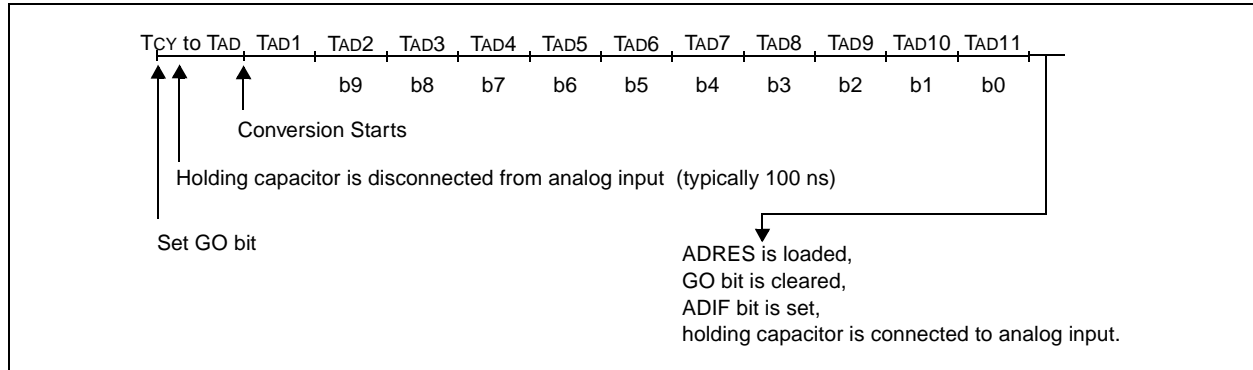 TCY to TAD TAD1 TAD2 TAD3 TAD4 TAD5 TAD6 TAD7 TAD8 TAD9 TAD10 TAD11
b9 b8 b7 b6 b5 b4 b3 b2 b1 b0
Conversion Starts
Holding capacitor is disconnected from analog input (typically 100 ns)
Set GO bit
ADRES is loaded,
GO bit is cleared,
ADIF bit is set,
holding capacitor is connected to analog input.